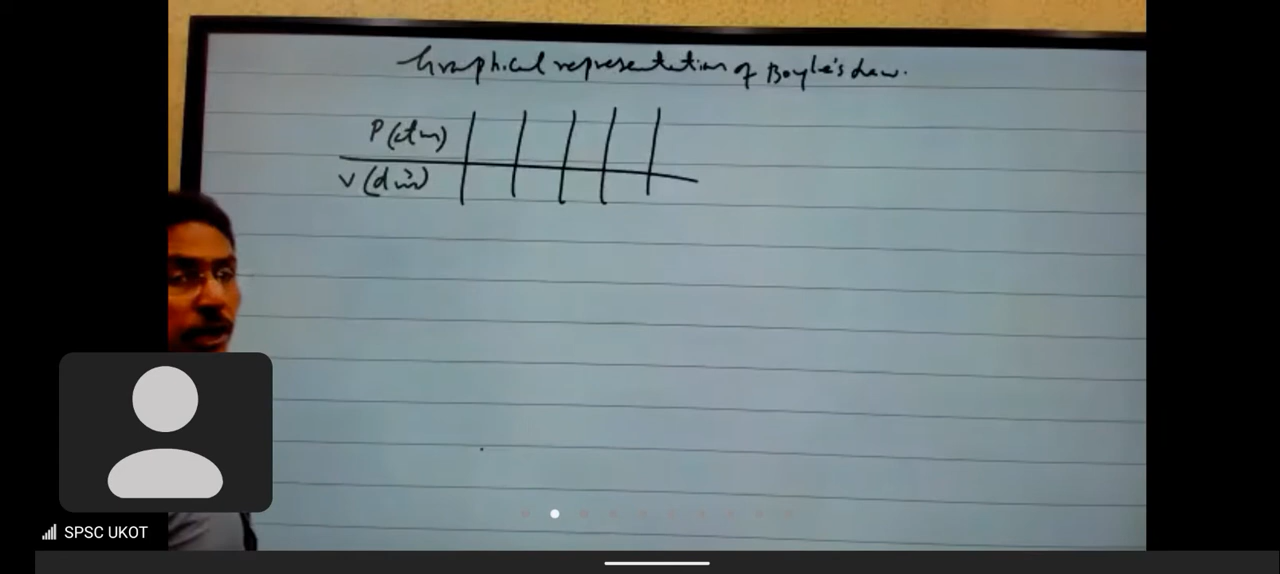 Graphical representation of Boyle's Law.
P (atm)
V (dm³)
SPSC UKOT